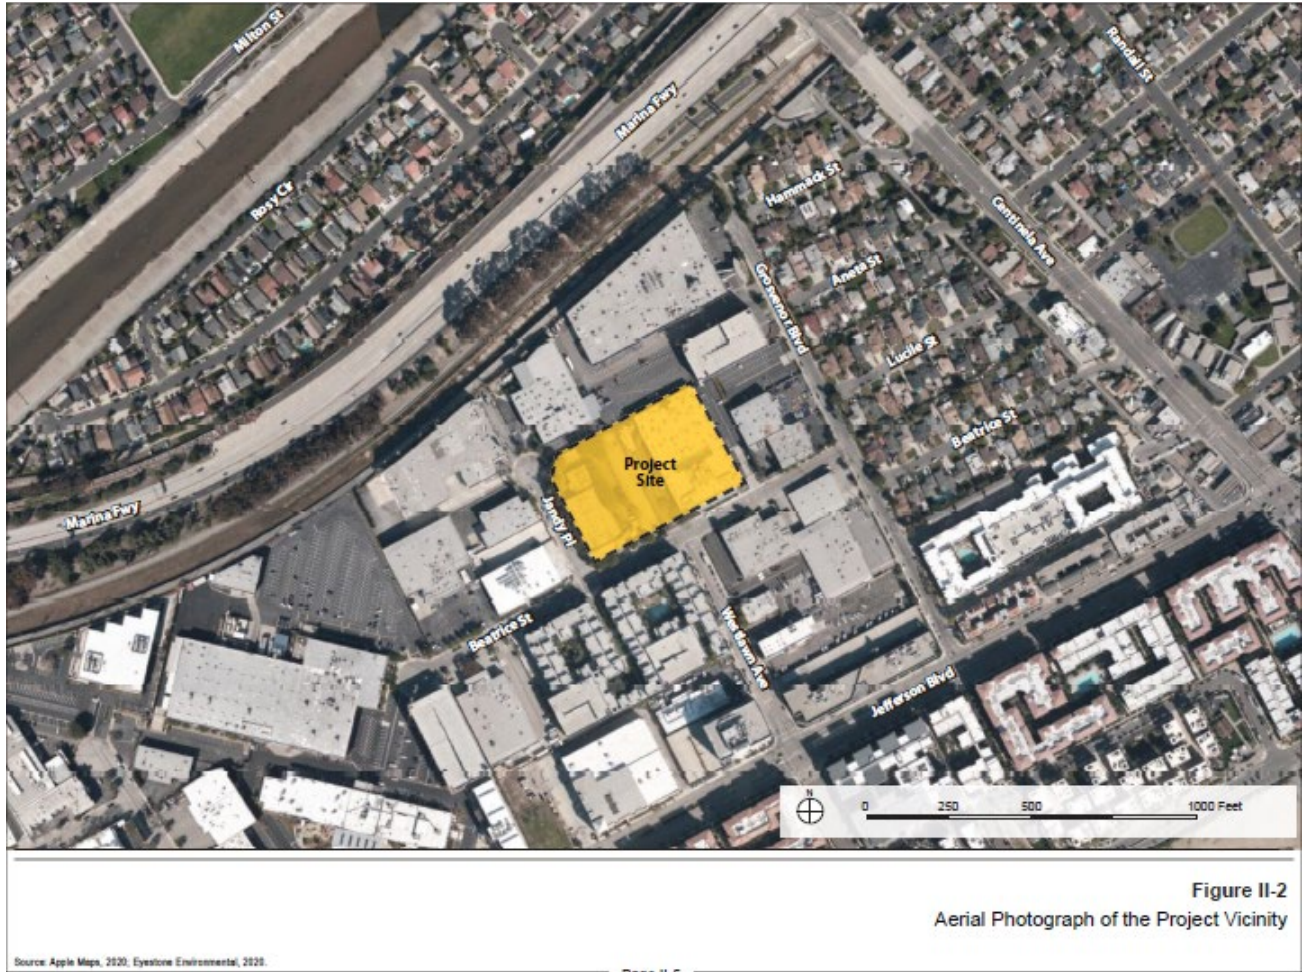 Milton St
Randall St
Marina Fwy
Rosy Cir
Hammack St
Centinela Ave
Aneta St
Grosvenor Blvd
Lucile St
Beatrice St
Project
Site
Jandy Pl
Marina Fwy
Beatrice St
Westlawn Ave
Jefferson Blvd
N
0 250 500 1000 Feet
Figure II-2
Aerial Photograph of the Project Vicinity
Source: Apple Maps, 2020; Eyestone Environmental, 2020.